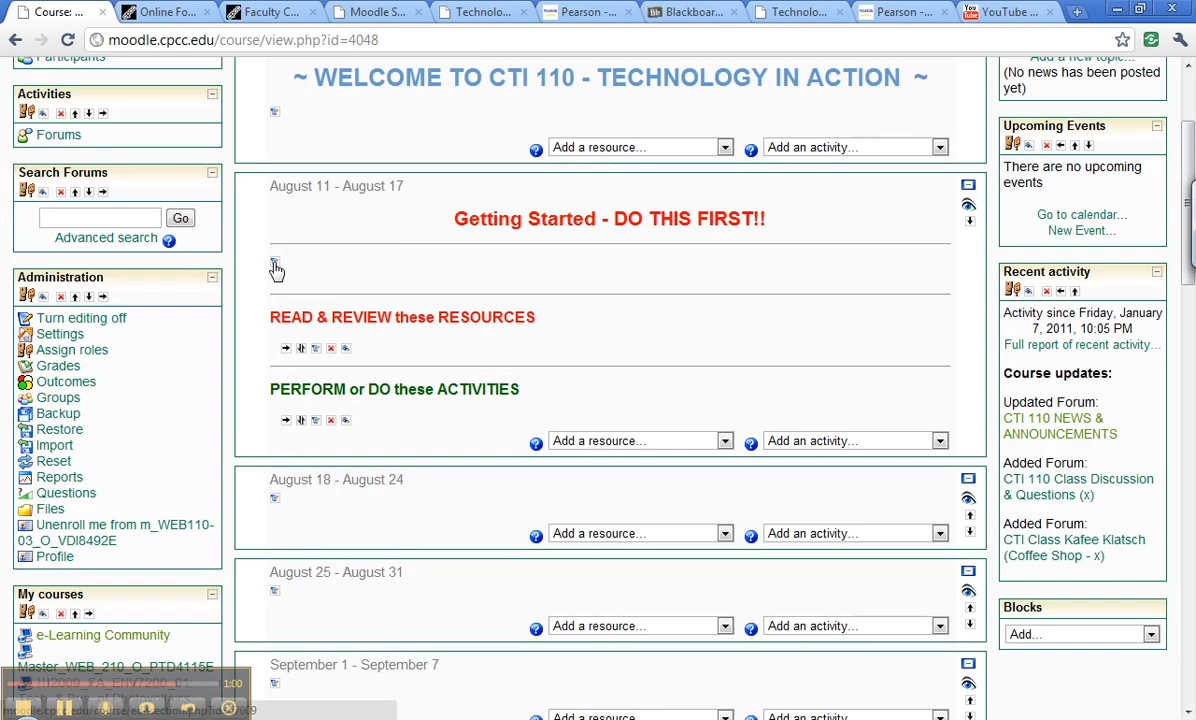 Course: ...
Online Fo...
Faculty C...
Moodle S...
Technolo...
Pearson -...
Blackboar...
Technolo...
Pearson -...
YouTube ...
moodle.cpcc.edu/course/view.php?id=4048
Participants
Activities
Forums
Search Forums
Go
Advanced search
Administration
Turn editing off
Settings
Assign roles
Grades
Outcomes
Groups
Backup
Restore
Import
Reset
Reports
Questions
Files
Unenroll me from m_WEB110-
03_O_VDI8492E
Profile
My courses
e-Learning Community
Master_WEB_210_O_PTD4115E
1:00
~ WELCOME TO CTI 110 - TECHNOLOGY IN ACTION ~
Add a resource...
Add an activity...
August 11 - August 17
Getting Started - DO THIS FIRST!!
READ & REVIEW these RESOURCES
PERFORM or DO these ACTIVITIES
Add a resource...
Add an activity...
August 18 - August 24
Add a resource...
Add an activity...
August 25 - August 31
Add a resource...
Add an activity...
September 1 - September 7
Add a resource...
Add an activity...
Add a new topic...
(No news has been posted
yet)
Upcoming Events
There are no upcoming
events
Go to calendar...
New Event...
Recent activity
Activity since Friday, January
7, 2011, 10:05 PM
Full report of recent activity...
Course updates:
Updated Forum:
CTI 110 NEWS &
ANNOUNCEMENTS
Added Forum:
CTI 110 Class Discussion
& Questions (x)
Added Forum:
CTI Class Kafee Klatsch
(Coffee Shop - x)
Blocks
Add...